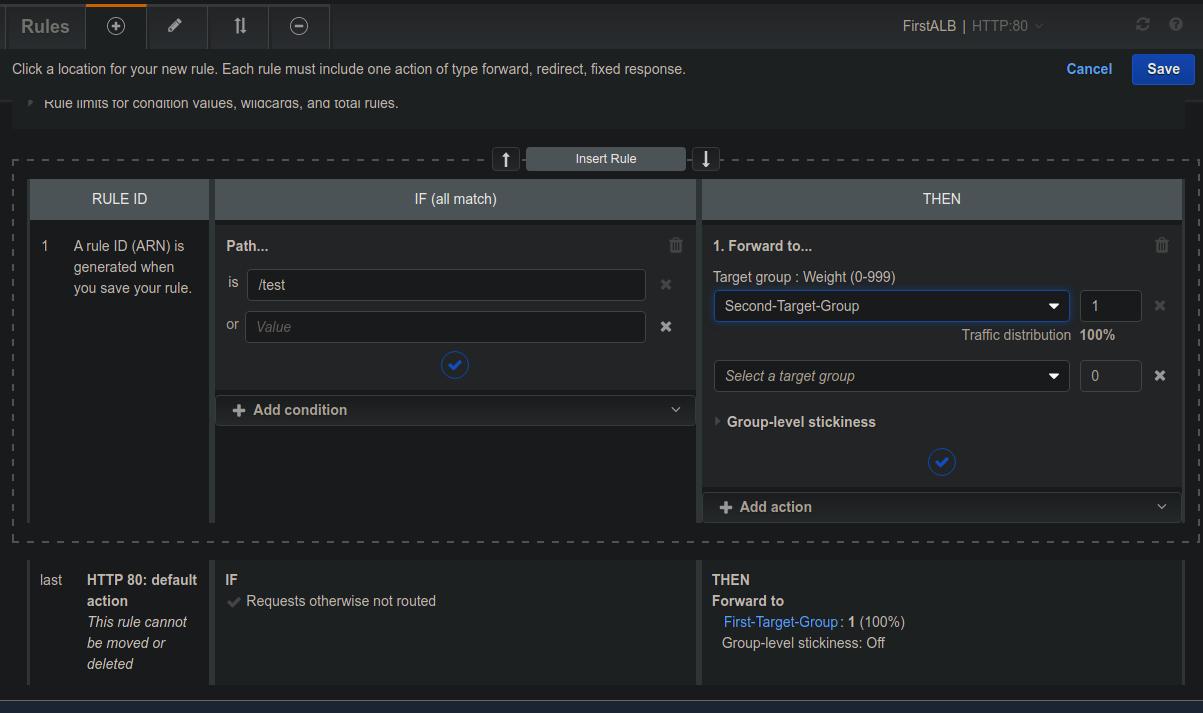 Rules
FirstALB | HTTP:80
Click a location for your new rule. Each rule must include one action of type forward, redirect, fixed response.
Cancel
Save
Rule limits for condition values, wildcards, and total rules.
Insert Rule
RULE ID
IF (all match)
THEN
1
A rule ID (ARN) is
generated when
you save your rule.
Path...
is
/test
or
Value
Add condition
1. Forward to...
Target group : Weight (0-999)
Second-Target-Group
1
Traffic distribution 100%
Select a target group
0
Group-level stickiness
Add action
last
HTTP 80: default
action
This rule cannot
be moved or
deleted
IF
Requests otherwise not routed
THEN
Forward to
First-Target-Group: 1 (100%)
Group-level stickiness: Off